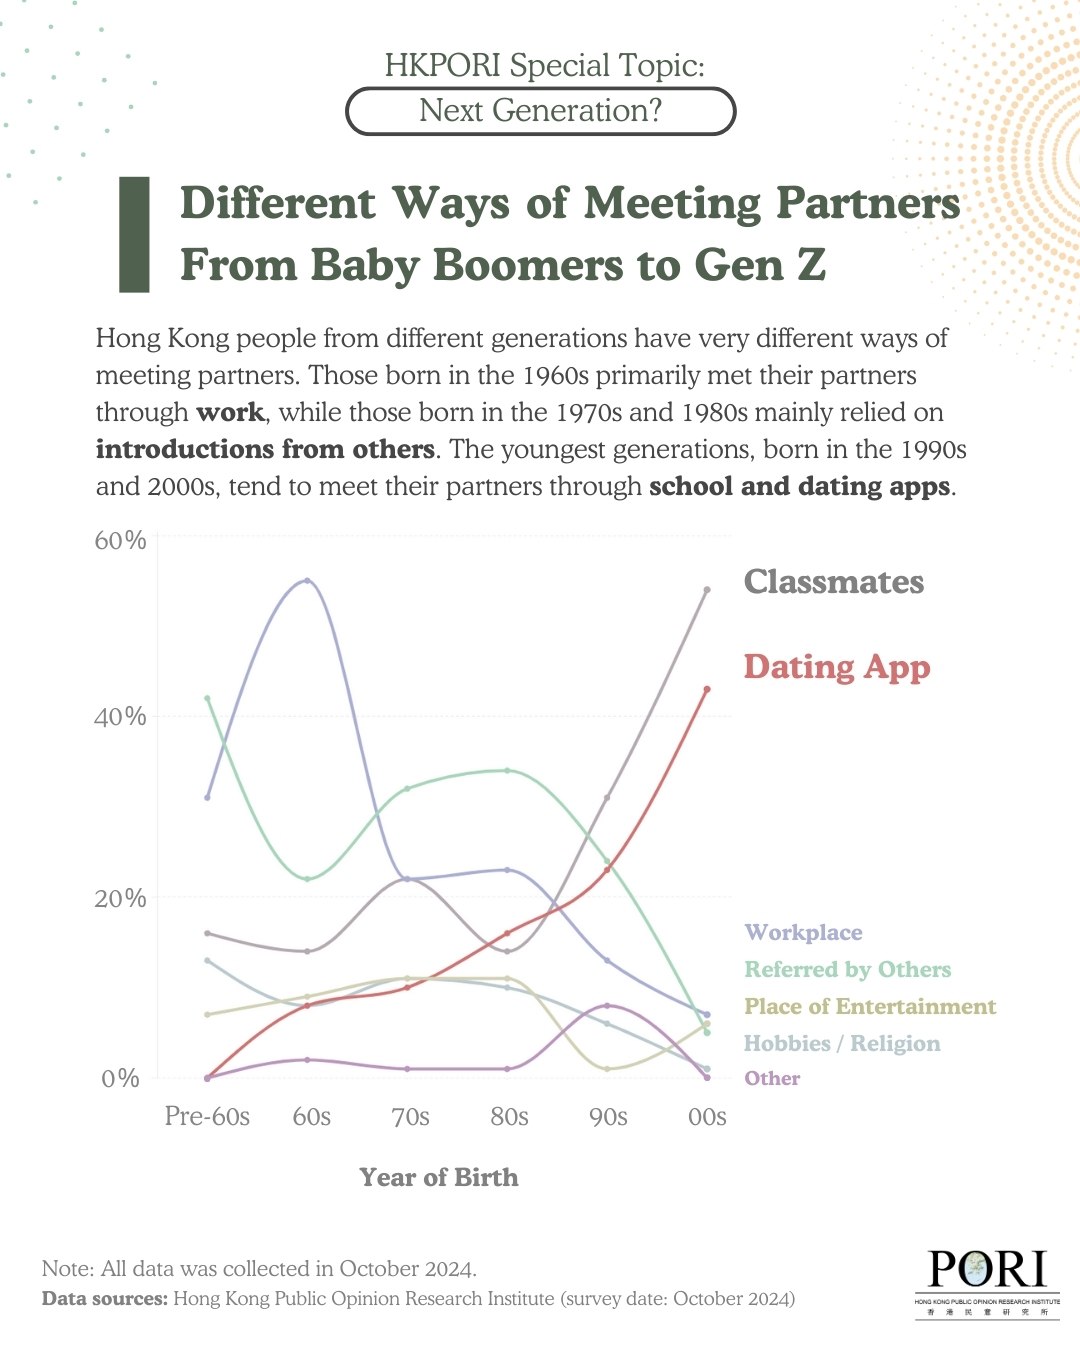 HKPORI Special Topic:
Next Generation?
Different Ways of Meeting Partners
From Baby Boomers to Gen Z
Hong Kong people from different generations have very different ways of
meeting partners. Those born in the 1960s primarily met their partners
through work, while those born in the 1970s and 1980s mainly relied on
introductions from others. The youngest generations, born in the 1990s
and 2000s, tend to meet their partners through school and dating apps.
60%
40%
20%
0%
Classmates
Dating App
Workplace
Referred by Others
Place of Entertainment
Hobbies / Religion
Other
Pre-60s 60s 70s 80s 90s 00s
Year of Birth
Note: All data was collected in October 2024.
Data sources: Hong Kong Public Opinion Research Institute (survey date: October 2024)
PORI
HONG KONG PUBLIC OPINION RESEARCH INSTITUTE
香 港 民 意 研 究 所